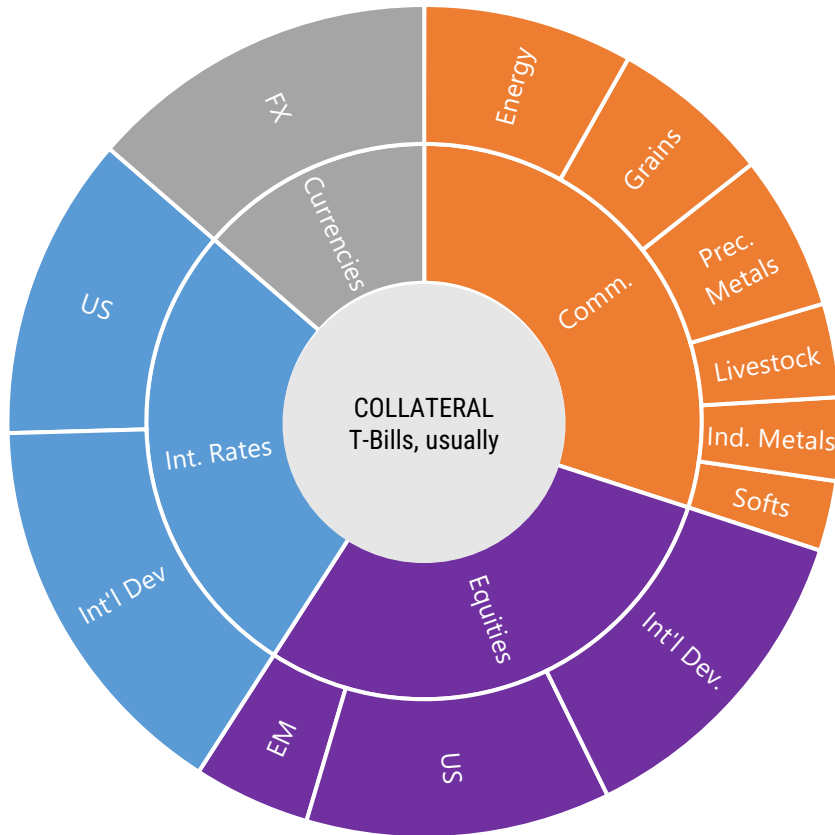 COLLATERAL
T-Bills, usually
Comm.
Energy
Grains
Prec.
Metals
Livestock
Ind. Metals
Softs
Equities
Int'l Dev.
US
EM
Int. Rates
Int'l Dev
US
Currencies
FX